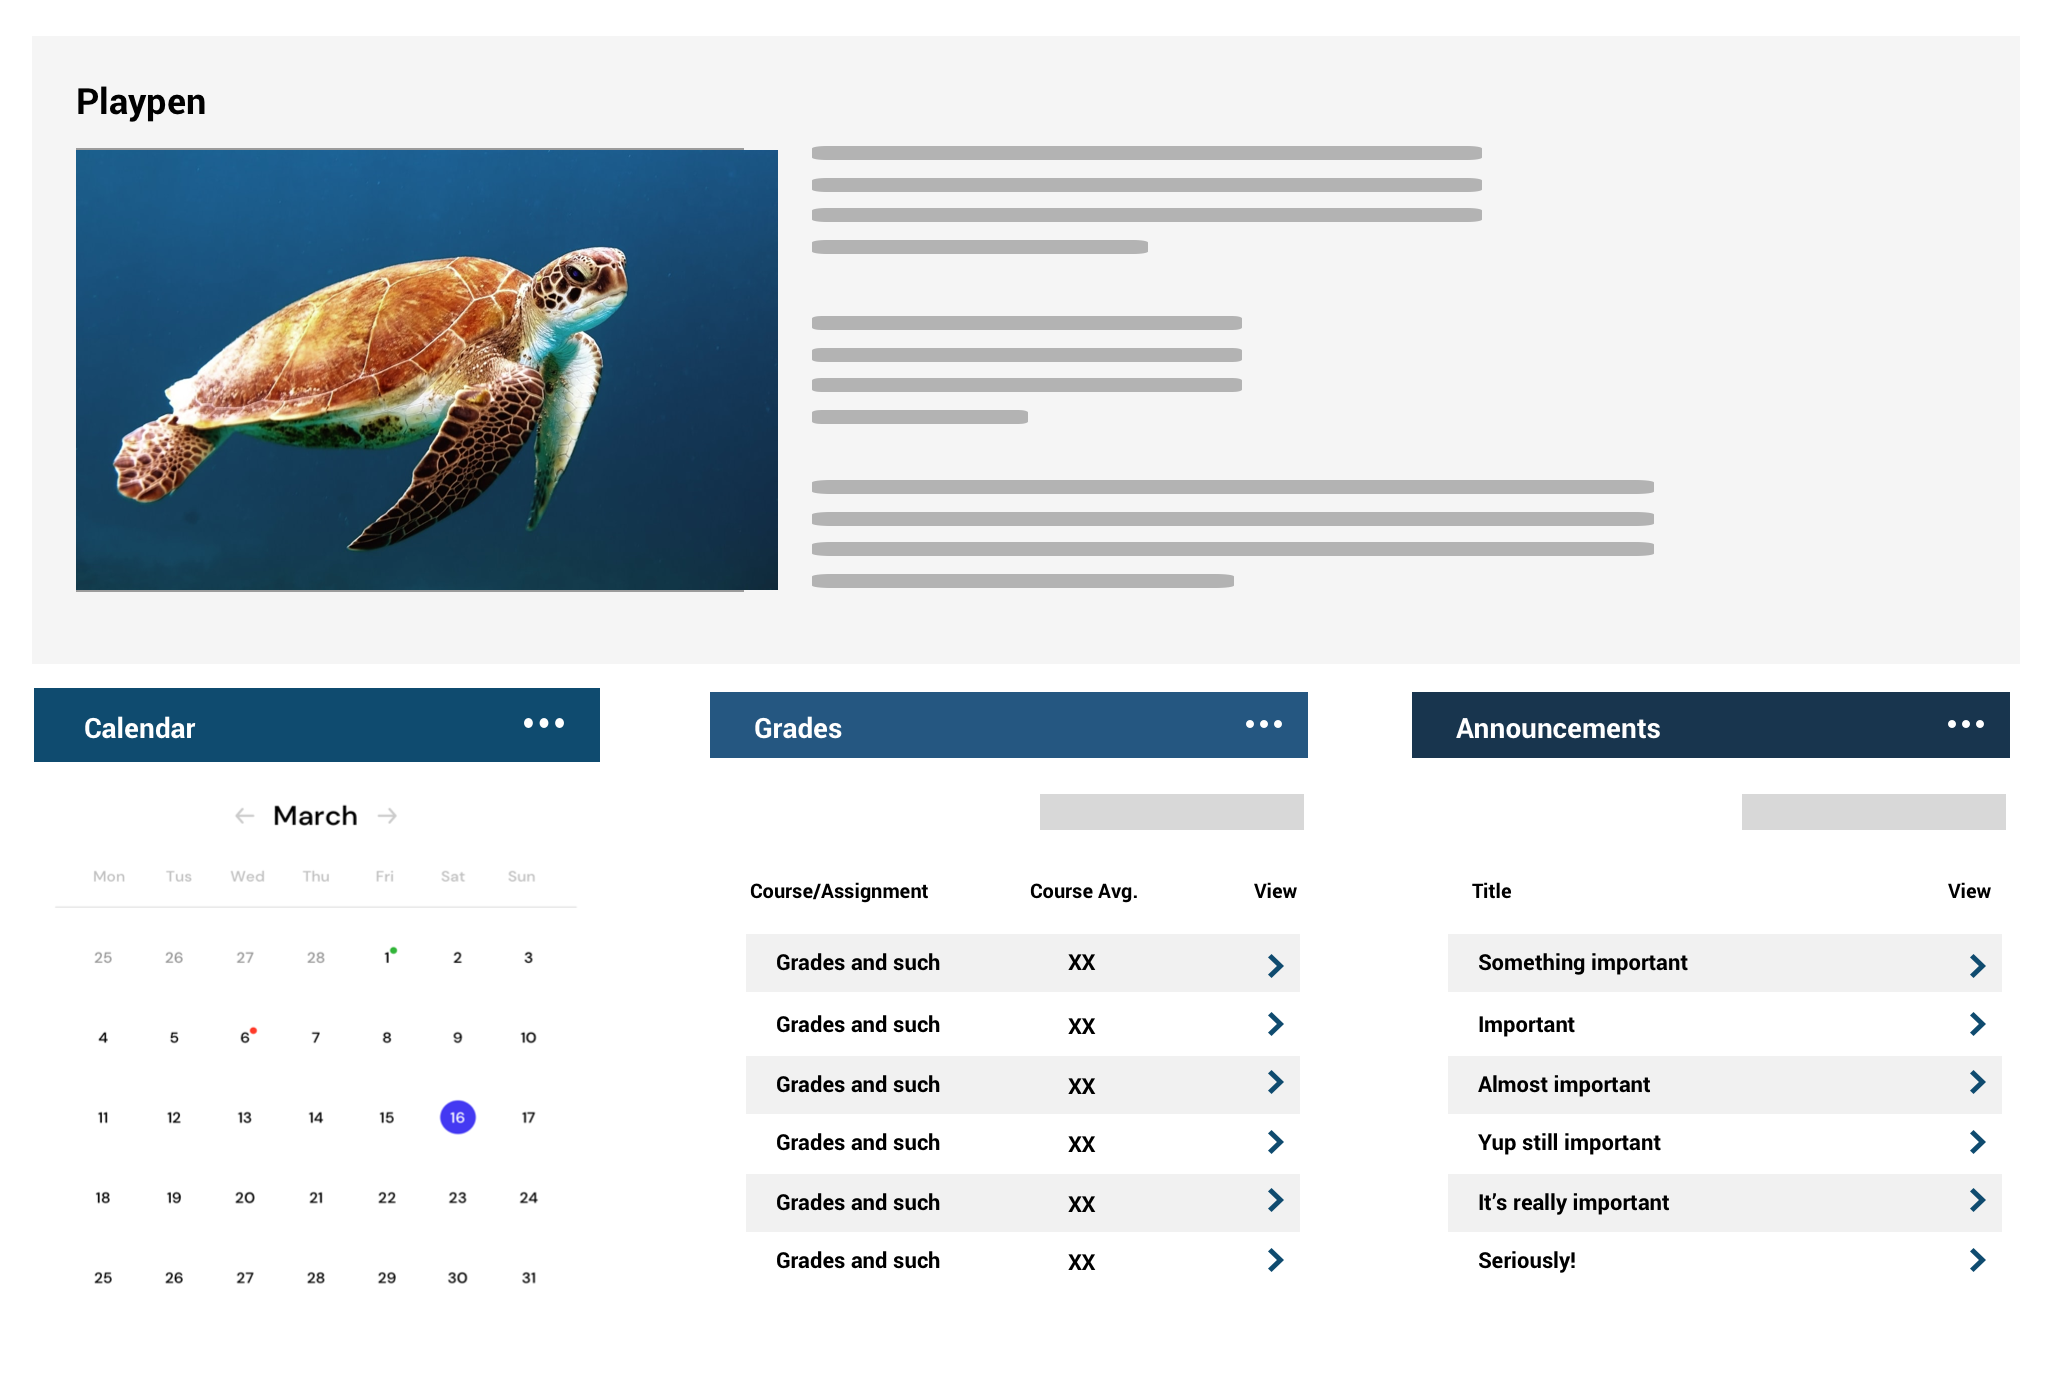 Playpen
Calendar
March
Mon Tus Wed Thu Fri Sat Sun
25 26 27 28 1 2 3
4 5 6 7 8 9 10
11 12 13 14 15 16 17
18 19 20 21 22 23 24
25 26 27 28 29 30 31
Grades
Course/Assignment Course Avg. View
Grades and such XX
Grades and such XX
Grades and such XX
Grades and such XX
Grades and such XX
Grades and such XX
Announcements
Title View
Something important
Important
Almost important
Yup still important
It’s really important
Seriously!